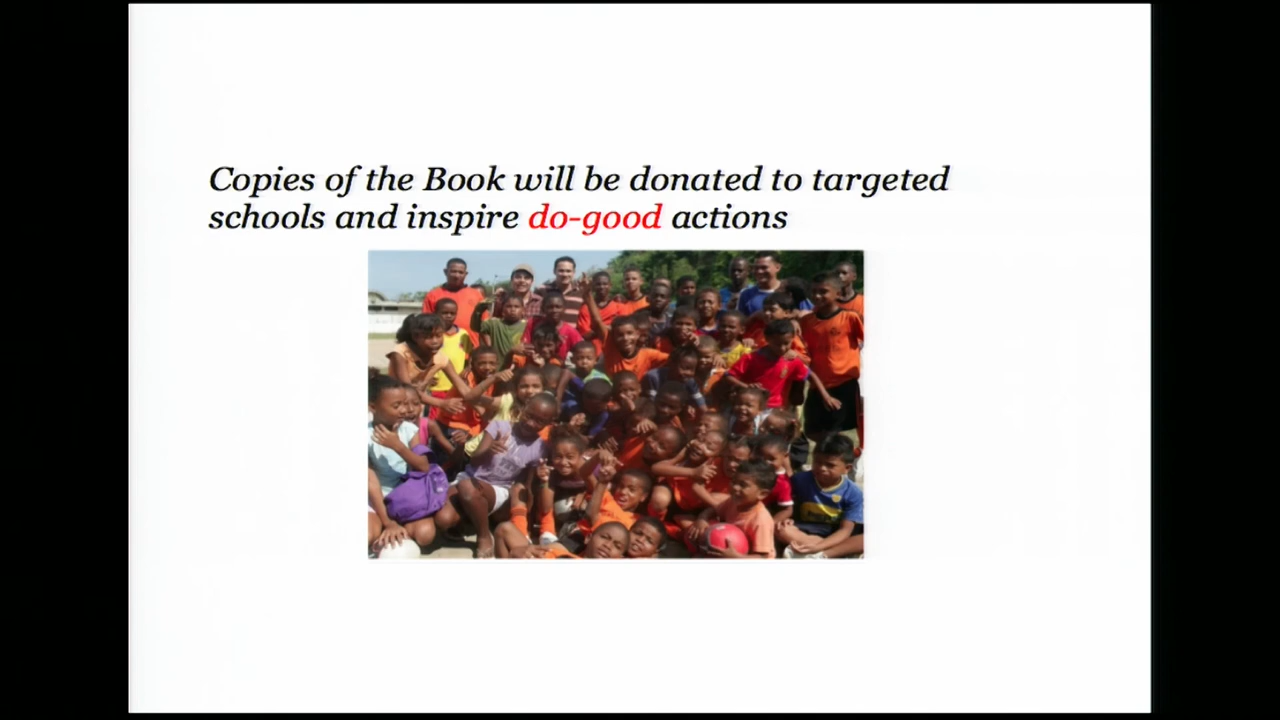 Copies of the Book will be donated to targeted
schools and inspire do-good actions